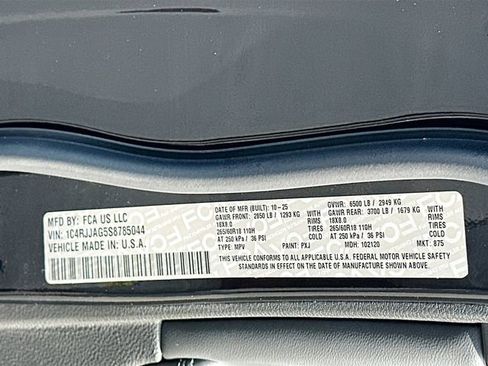 MFD BY: FCA US LLC
VIN: 1C4RJJAG5S8785044
VEHICLE MADE IN: U.S.A.
DATE OF MFR (BUILT): 10-25 GVWR: 6500 LB / 2949 KG
GAWR FRONT: 2850 LB / 1293 KG WITH GAWR REAR: 3700 LB / 1679 KG WITH
18X8.0 RIMS 18X8.0 RIMS
265/60R18 110H TIRES 265/60R18 110H TIRES
AT 250 kPa / 36 PSI COLD AT 250 kPa / 36 PSI COLD
TYPE: MPV PAINT: PXJ MDH: 102120 MKT: 875
THIS VEHICLE CONFORMS TO ALL APPLICABLE U.S.A. FEDERAL MOTOR VEHICLE SAFETY
STANDARDS IN EFFECT ON THE DATE OF MANUFACTURE SHOWN ABOVE.